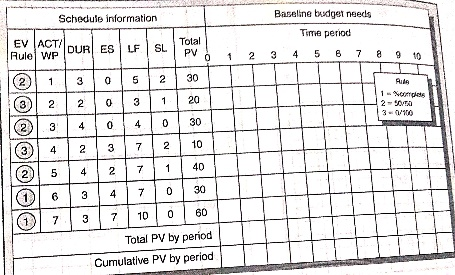 Schedule information Baseline budget needs
EV Rule ACT/ WP DUR ES LF SL Total PV Time period
0 1 2 3 4 5 6 7 8 9 10
2 1 3 0 5 2 30
3 2 2 0 3 1 20
2 3 4 0 4 0 30
3 4 2 3 7 2 10
2 5 4 2 7 1 40
1 6 3 4 7 0 30
1 7 3 7 10 0 60
Rule
1 = %complete
2 = 50/50
3 = 0/100
Total PV by period
Cumulative PV by period